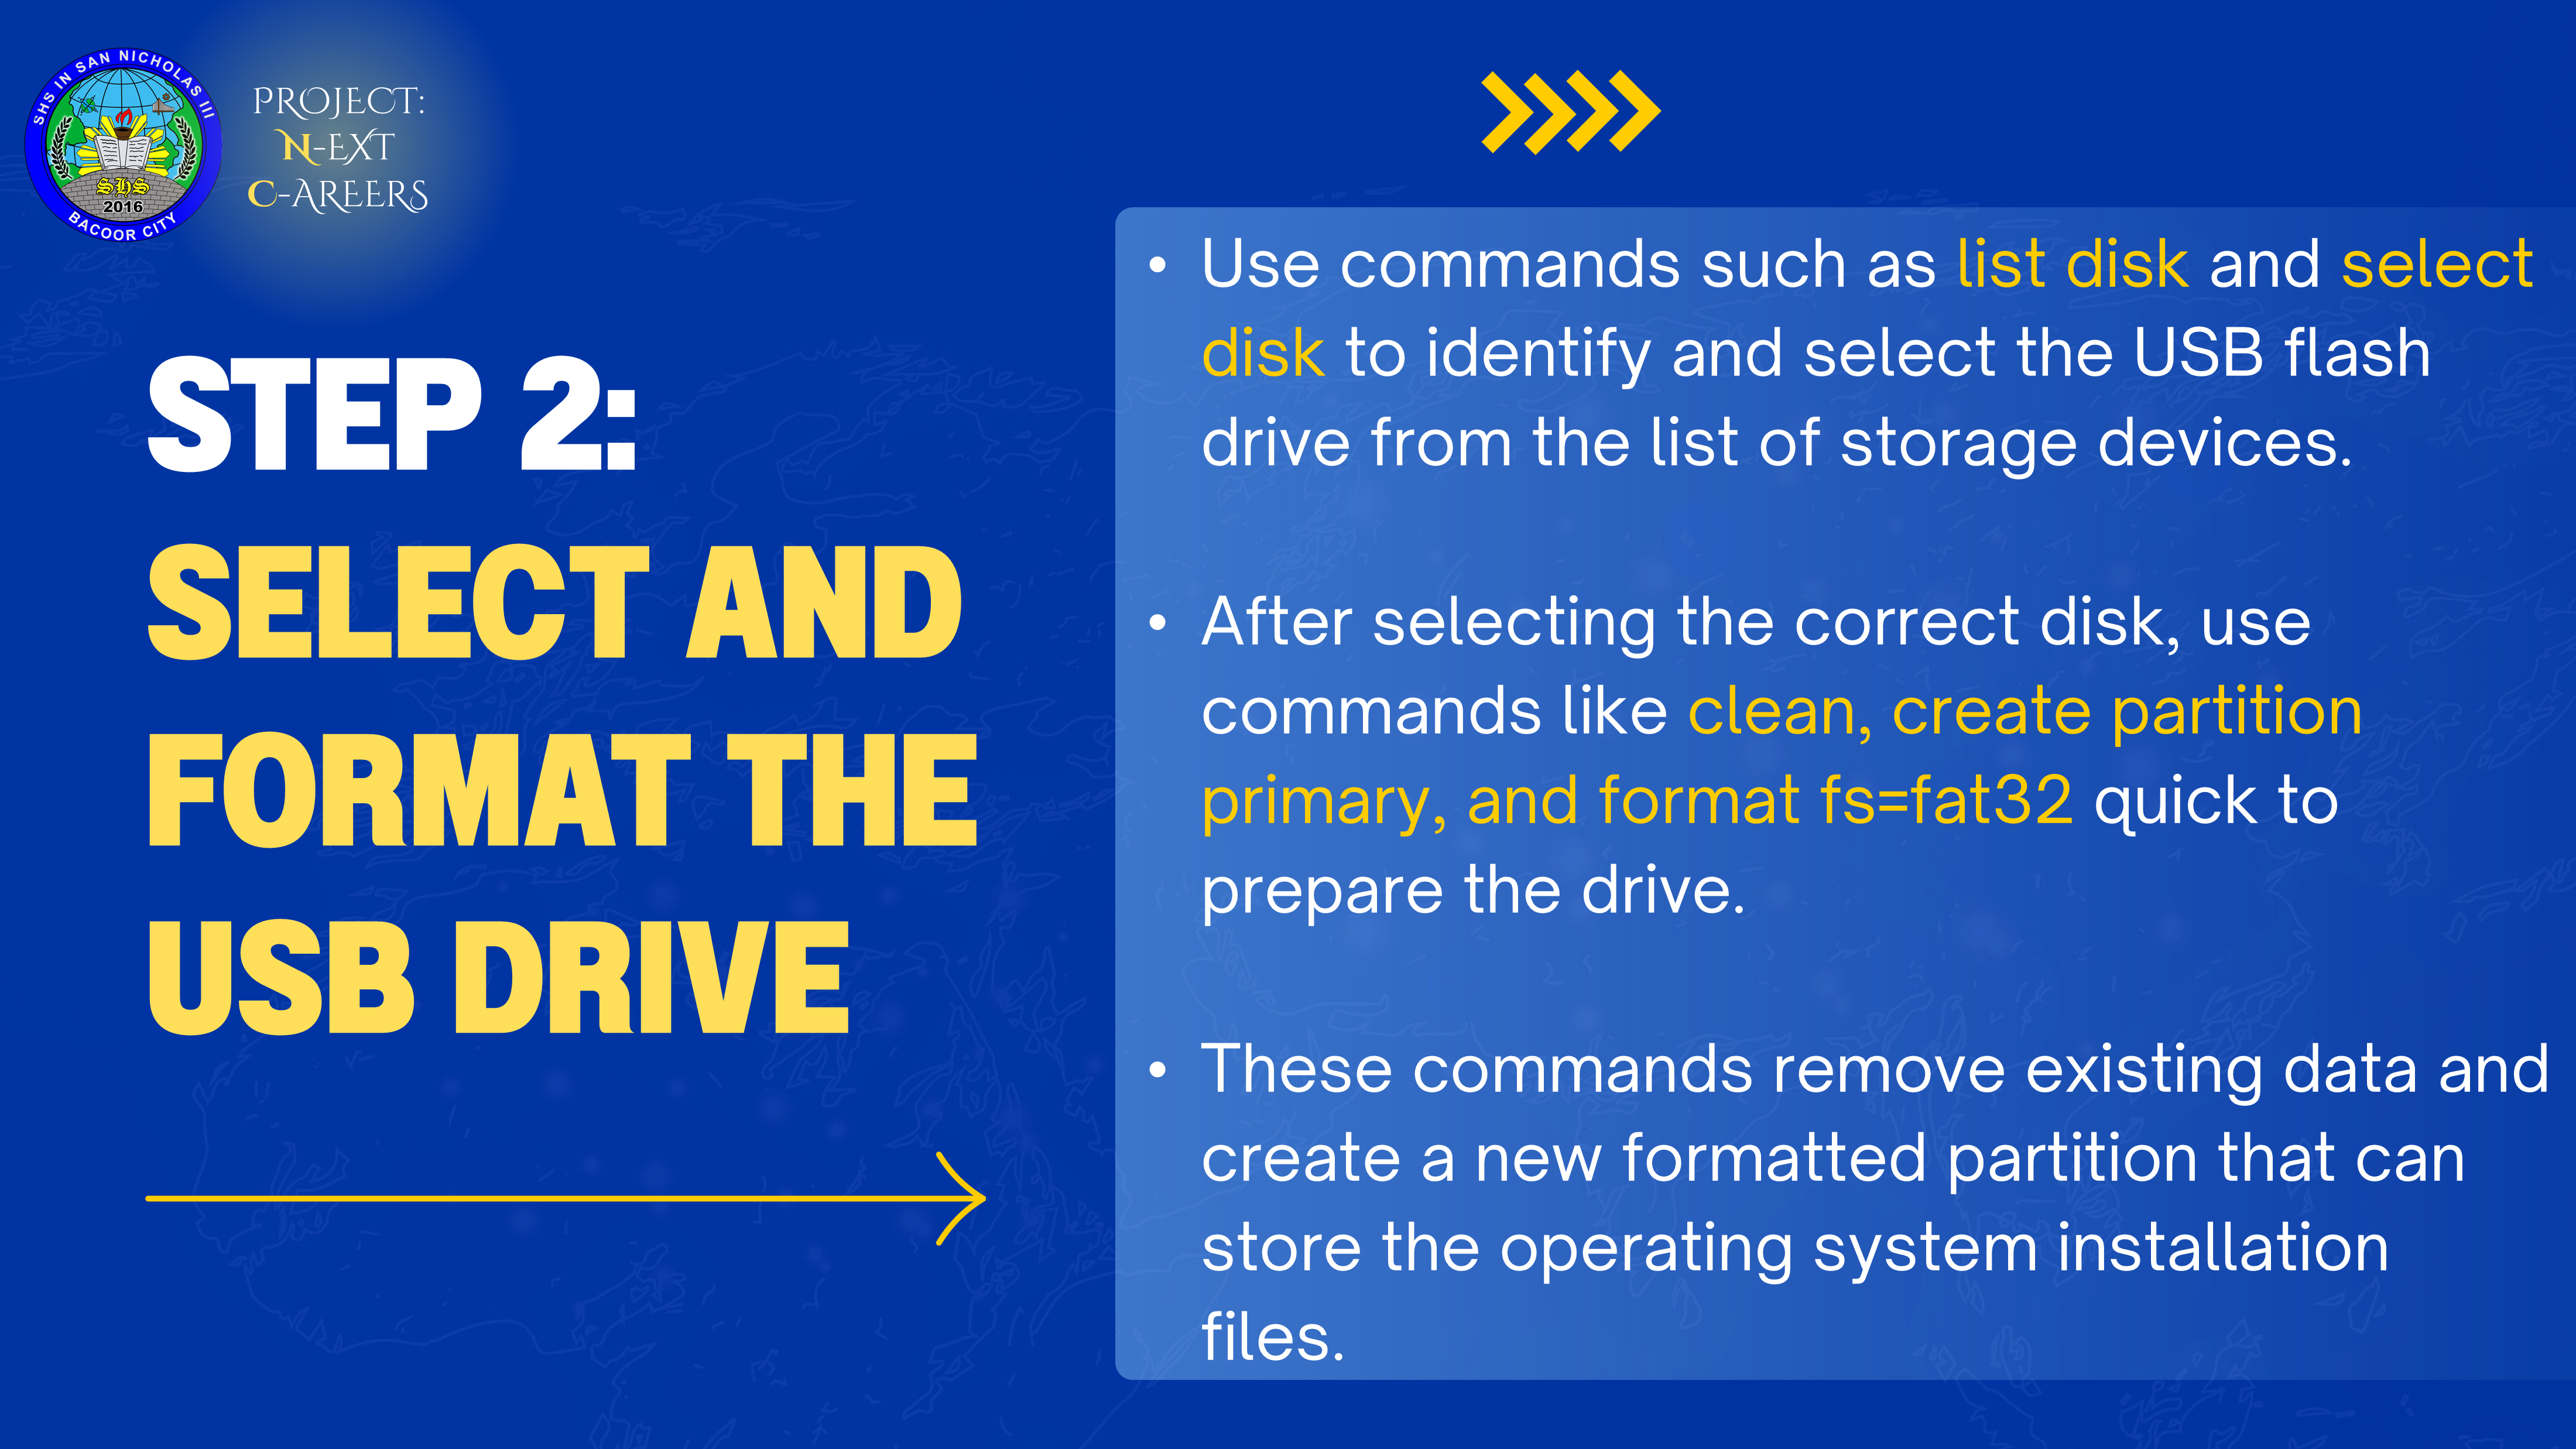 SHS IN SAN NICHOLAS III
SHS
2016
BACOOR CITY
PROJECT:
N-EXT
C-AREERS
STEP 2:
SELECT AND
FORMAT THE
USB DRIVE
• Use commands such as list disk and select
disk to identify and select the USB flash
drive from the list of storage devices.
• After selecting the correct disk, use
commands like clean, create partition
primary, and format fs=fat32 quick to
prepare the drive.
• These commands remove existing data and
create a new formatted partition that can
store the operating system installation
files.